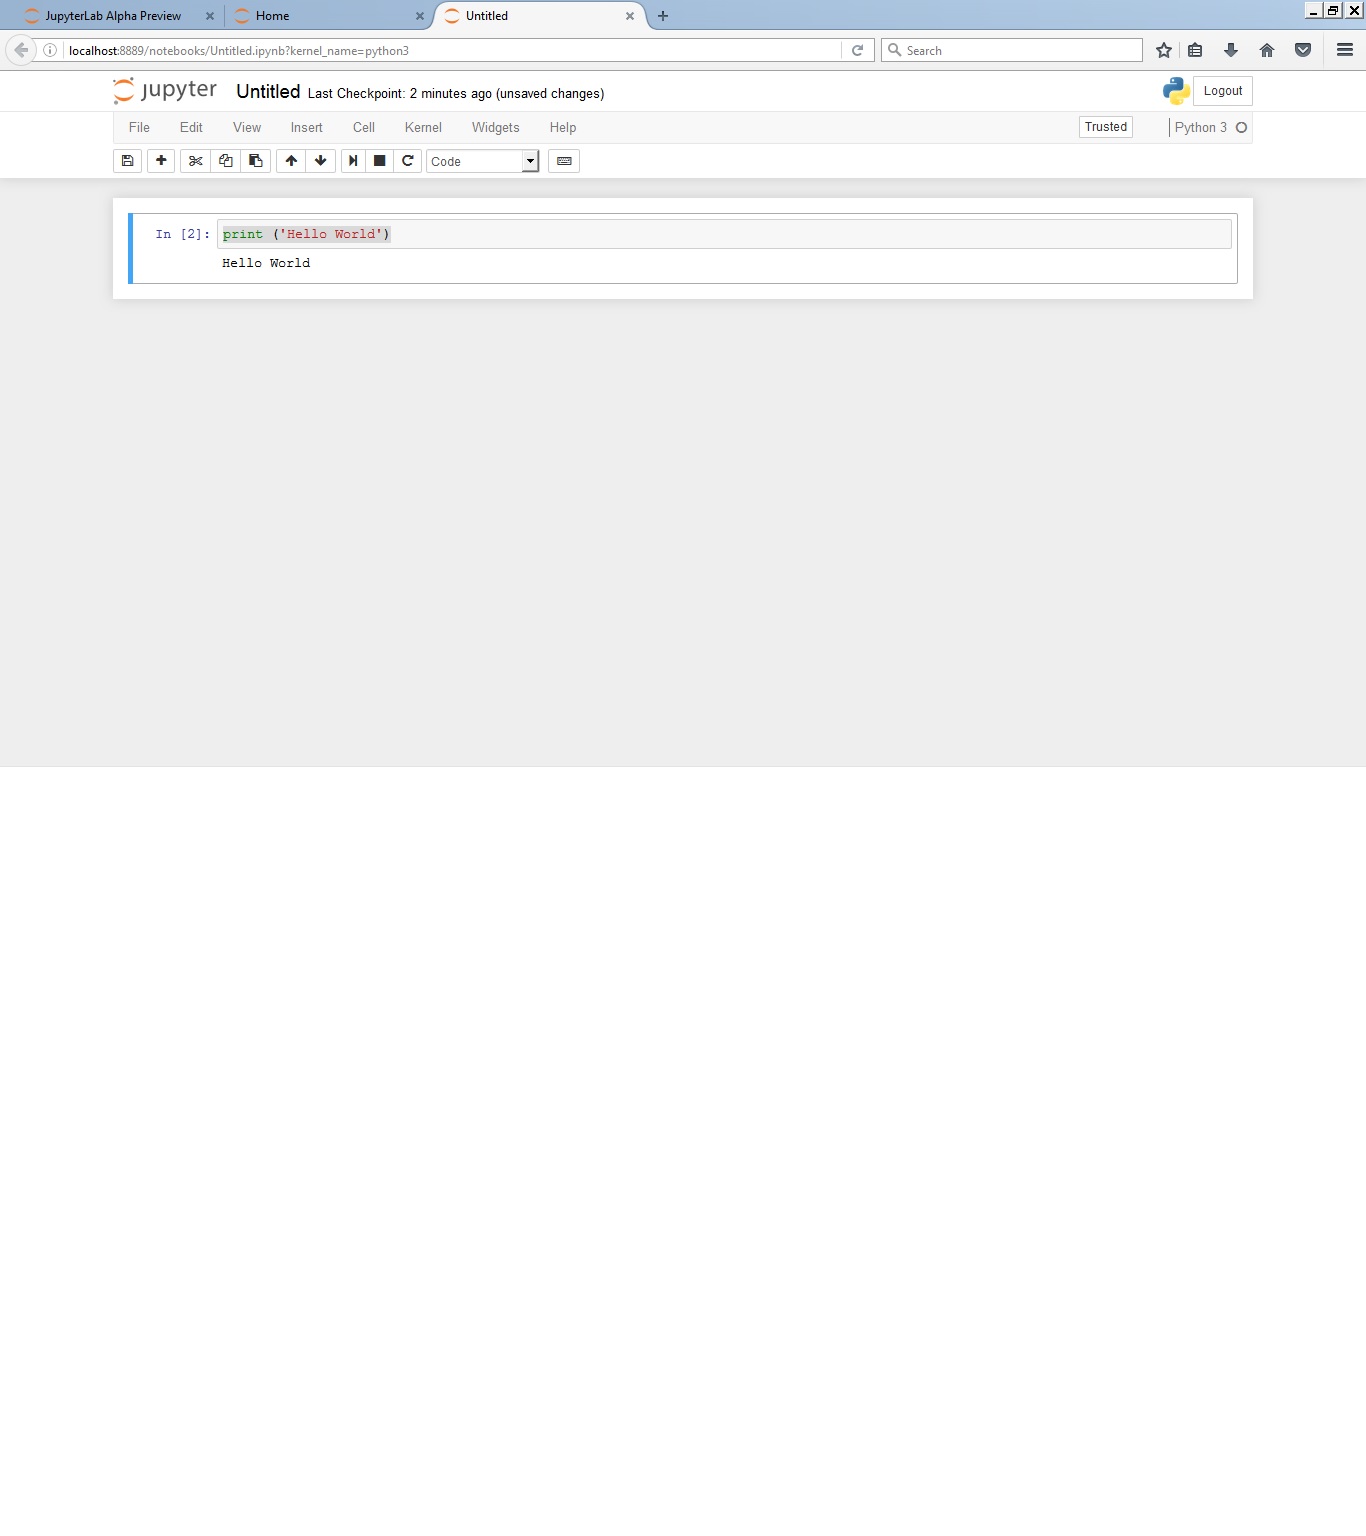 JupyterLab Alpha Preview
Home
Untitled
localhost:8889/notebooks/Untitled.ipynb?kernel_name=python3
Search
jupyter
Untitled Last Checkpoint: 2 minutes ago (unsaved changes)
Logout
File Edit View Insert Cell Kernel Widgets Help
Trusted
Python 3
Code
In [2]: print ('Hello World')
Hello World